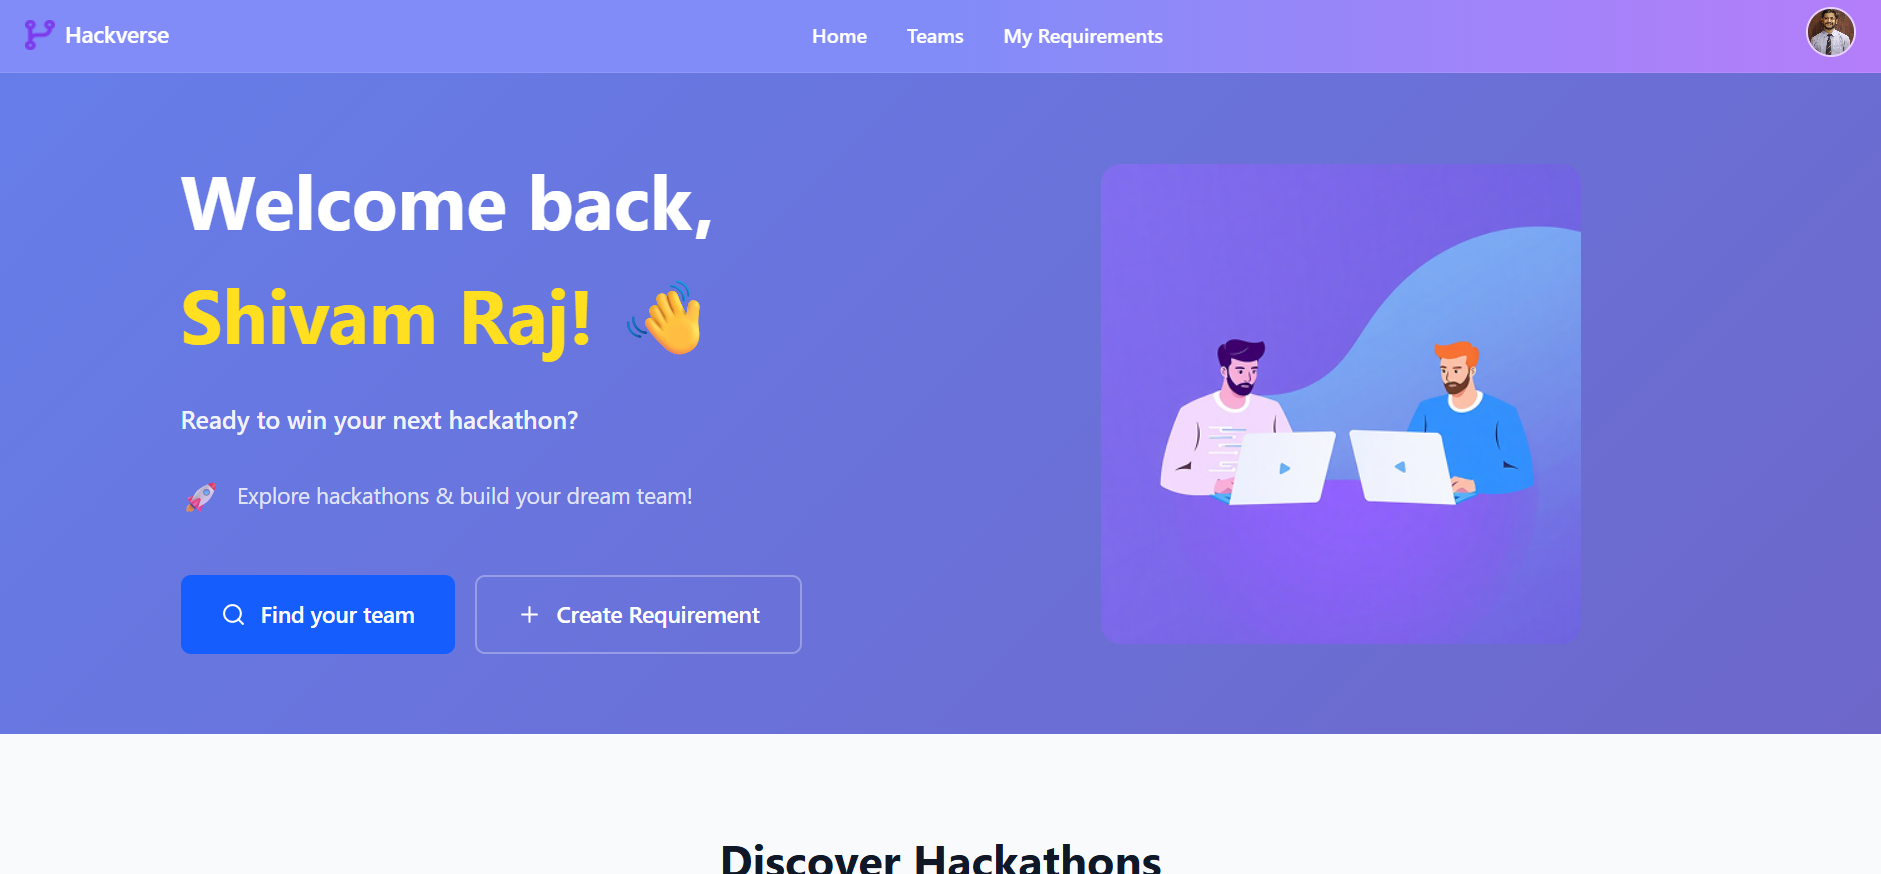 Hackverse
Home Teams My Requirements
Welcome back,
Shivam Raj! 👋
Ready to win your next hackathon?
🚀 Explore hackathons & build your dream team!
Find your team
Create Requirement
Discover Hackathons